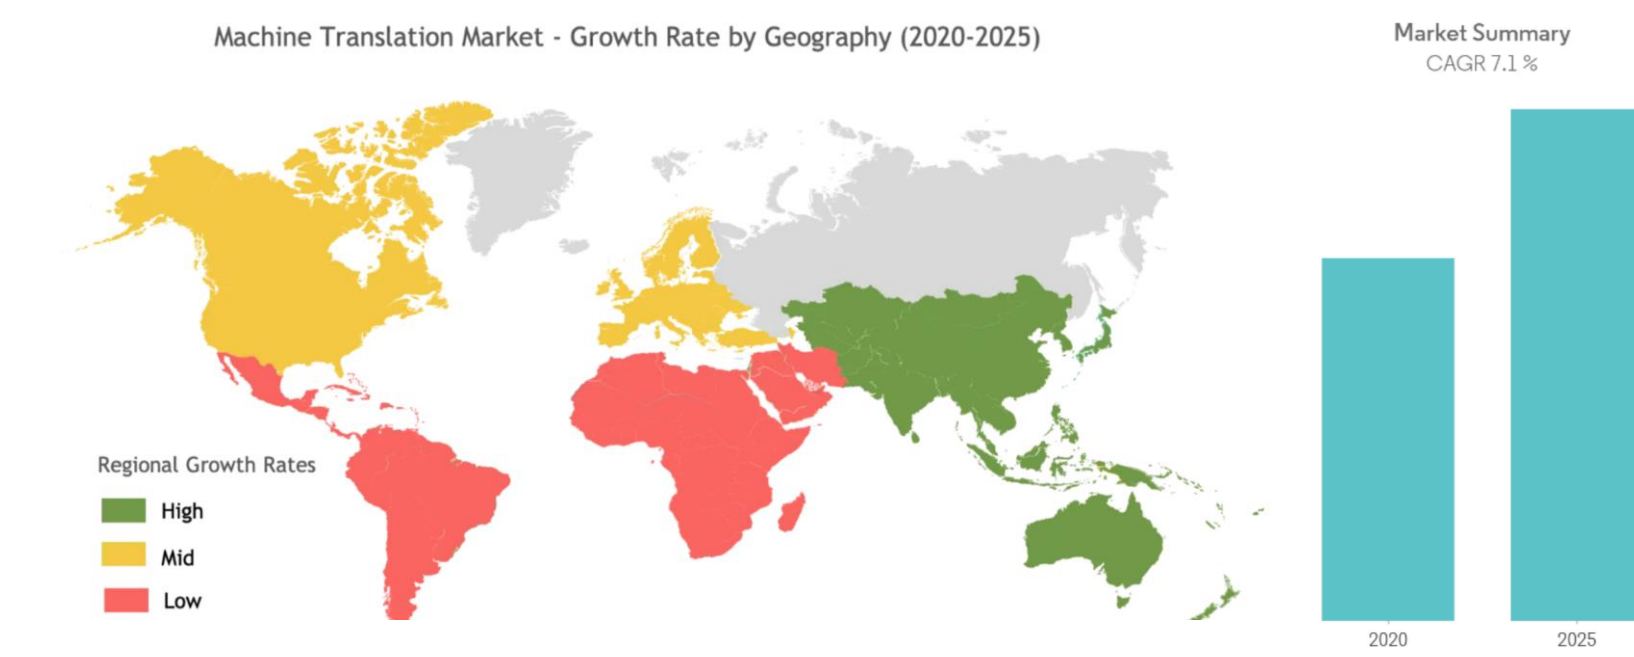 Machine Translation Market - Growth Rate by Geography (2020-2025)
Regional Growth Rates
High
Mid
Low
Market Summary
CAGR 7.1 %
2020
2025